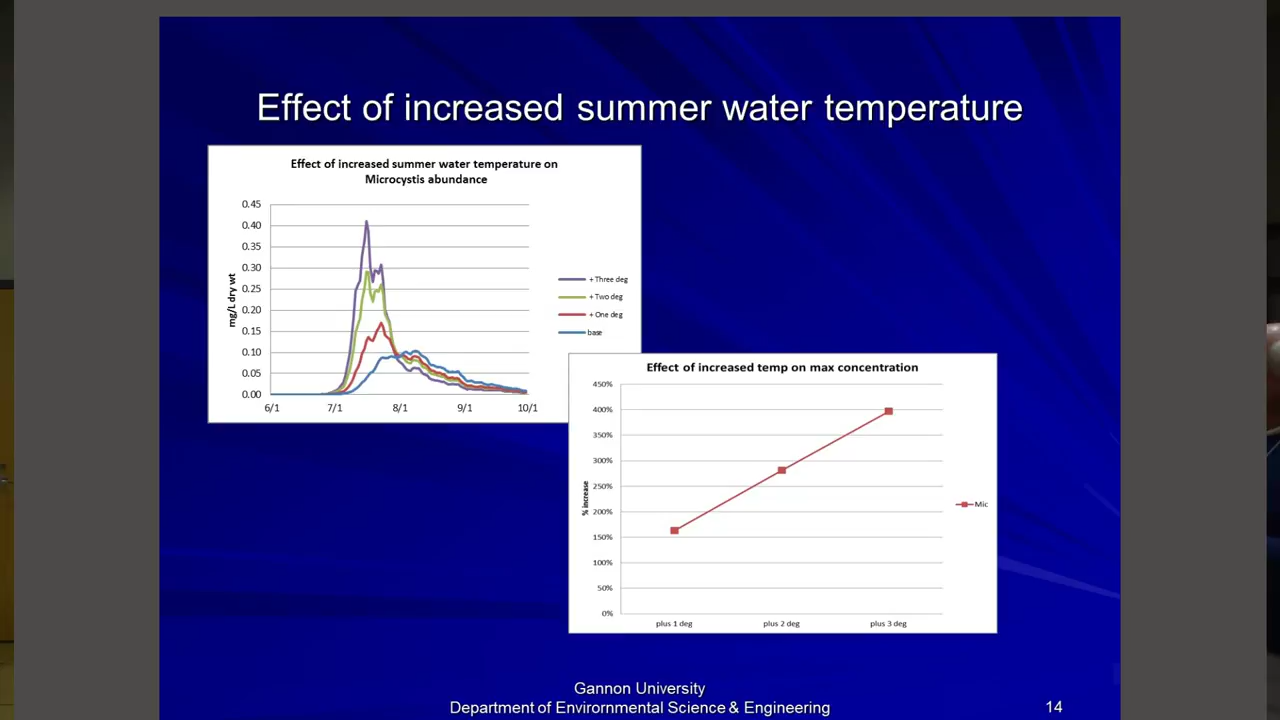 Effect of increased summer water temperature
Effect of increased summer water temperature on
Microcystis abundance
mg/L dry wt
0.45
0.40
0.35
0.30
0.25
0.20
0.15
0.10
0.05
0.00
6/1 7/1 8/1 9/1 10/1
+ Three deg
+ Two deg
+ One deg
base
Effect of increased temp on max concentration
% increase
450%
400%
350%
300%
250%
200%
150%
100%
50%
0%
plus 1 deg plus 2 deg plus 3 deg
Mic
Gannon University
Department of Envirornmental Science & Engineering
14